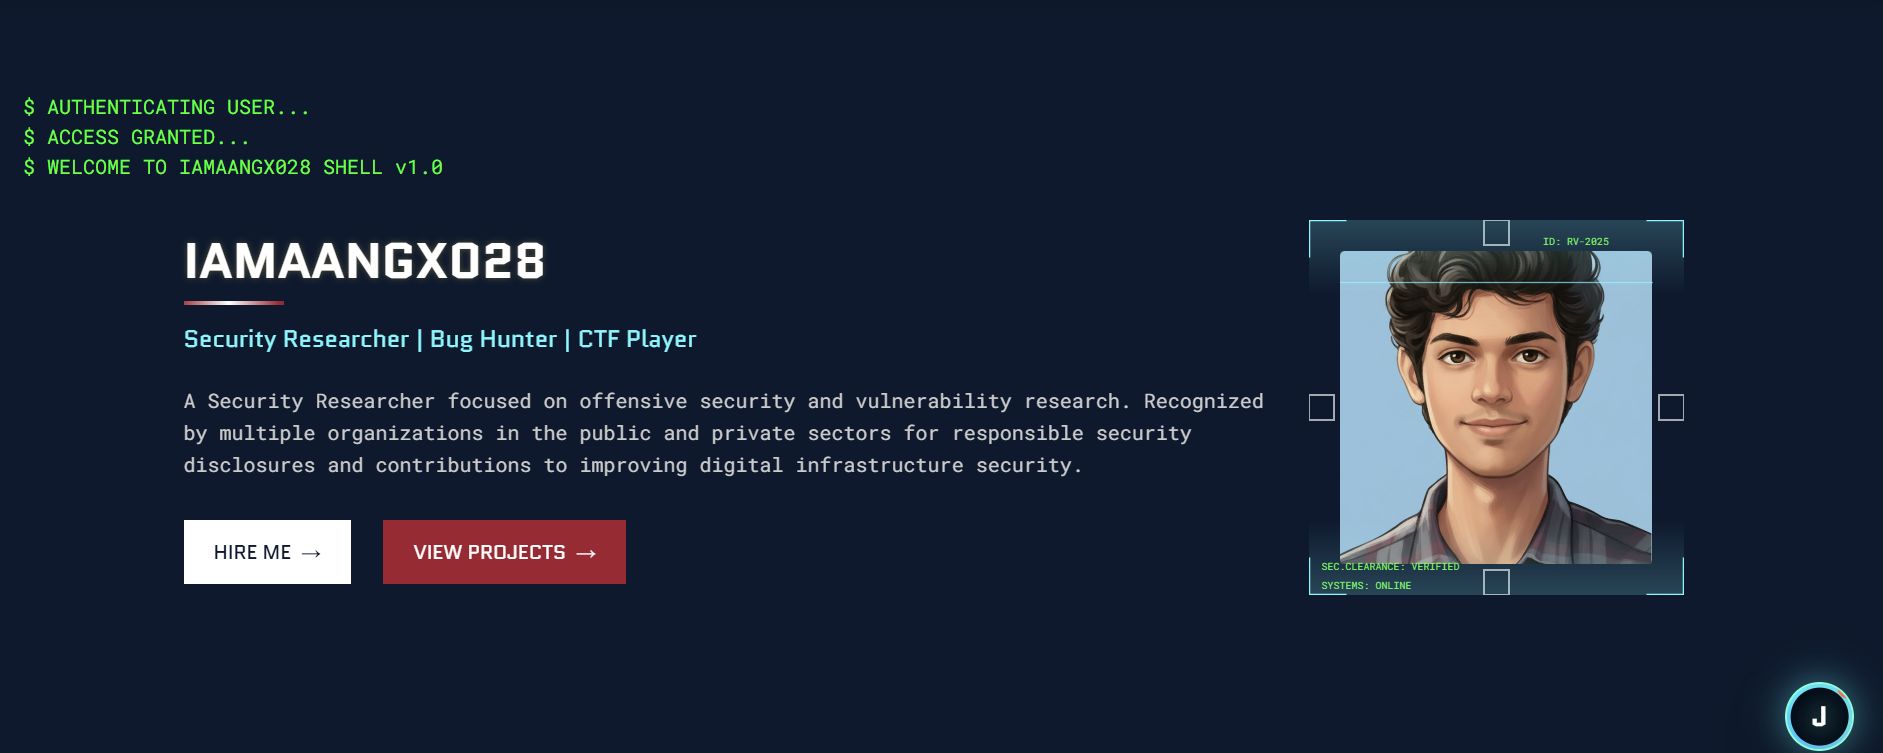 $ AUTHENTICATING USER...
$ ACCESS GRANTED...
$ WELCOME TO IAMAANGX028 SHELL v1.0
IAMAANGX028
Security Researcher | Bug Hunter | CTF Player
A Security Researcher focused on offensive security and vulnerability research. Recognized
by multiple organizations in the public and private sectors for responsible security
disclosures and contributions to improving digital infrastructure security.
HIRE ME →
VIEW PROJECTS →
ID: RV-2025
SEC.CLEARANCE: VERIFIED
SYSTEMS: ONLINE
J